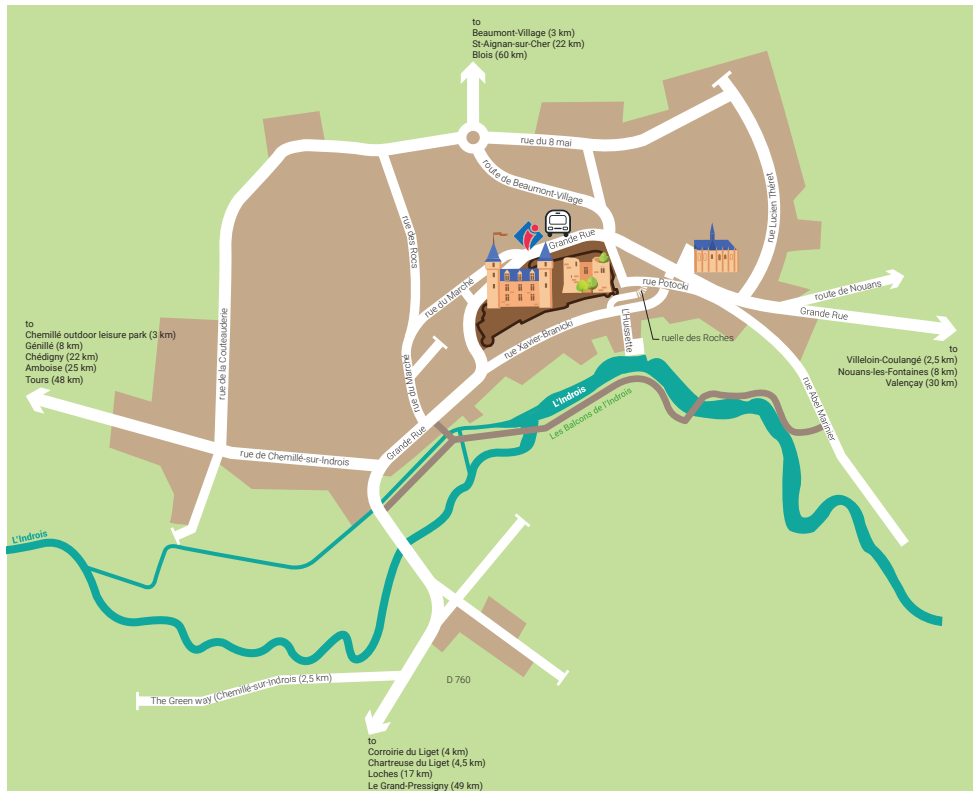 to
Beaumont-Village (3 km)
St-Aignan-sur-Cher (22 km)
Blois (60 km)
rue du 8 mai
route de Beaumont-Village
rue Lucien Théret
rue des Rocs
Grande Rue
rue du Marché
rue Potocki
route de Nouans
Grande Rue
ruelle des Roches
L'Huissette
rue Xavier-Branicki
to
Chemillé outdoor leisure park (3 km)
Génillé (8 km)
Chédigny (22 km)
Amboise (25 km)
Tours (48 km)
rue de la Couteauderie
rue du Marché
to
Villeloin-Coulangé (2,5 km)
Nouans-les-Fontaines (8 km)
Valençay (30 km)
rue Abel Marinier
L'Indrois
Les Balcons de l'Indrois
Grande Rue
rue de Chemillé-sur-Indrois
L'Indrois
D 760
The Green way (Chemillé-sur-Indrois (2,5 km)
to
Corroirie du Liget (4 km)
Chartreuse du Liget (4,5 km)
Loches (17 km)
Le Grand-Pressigny (49 km)